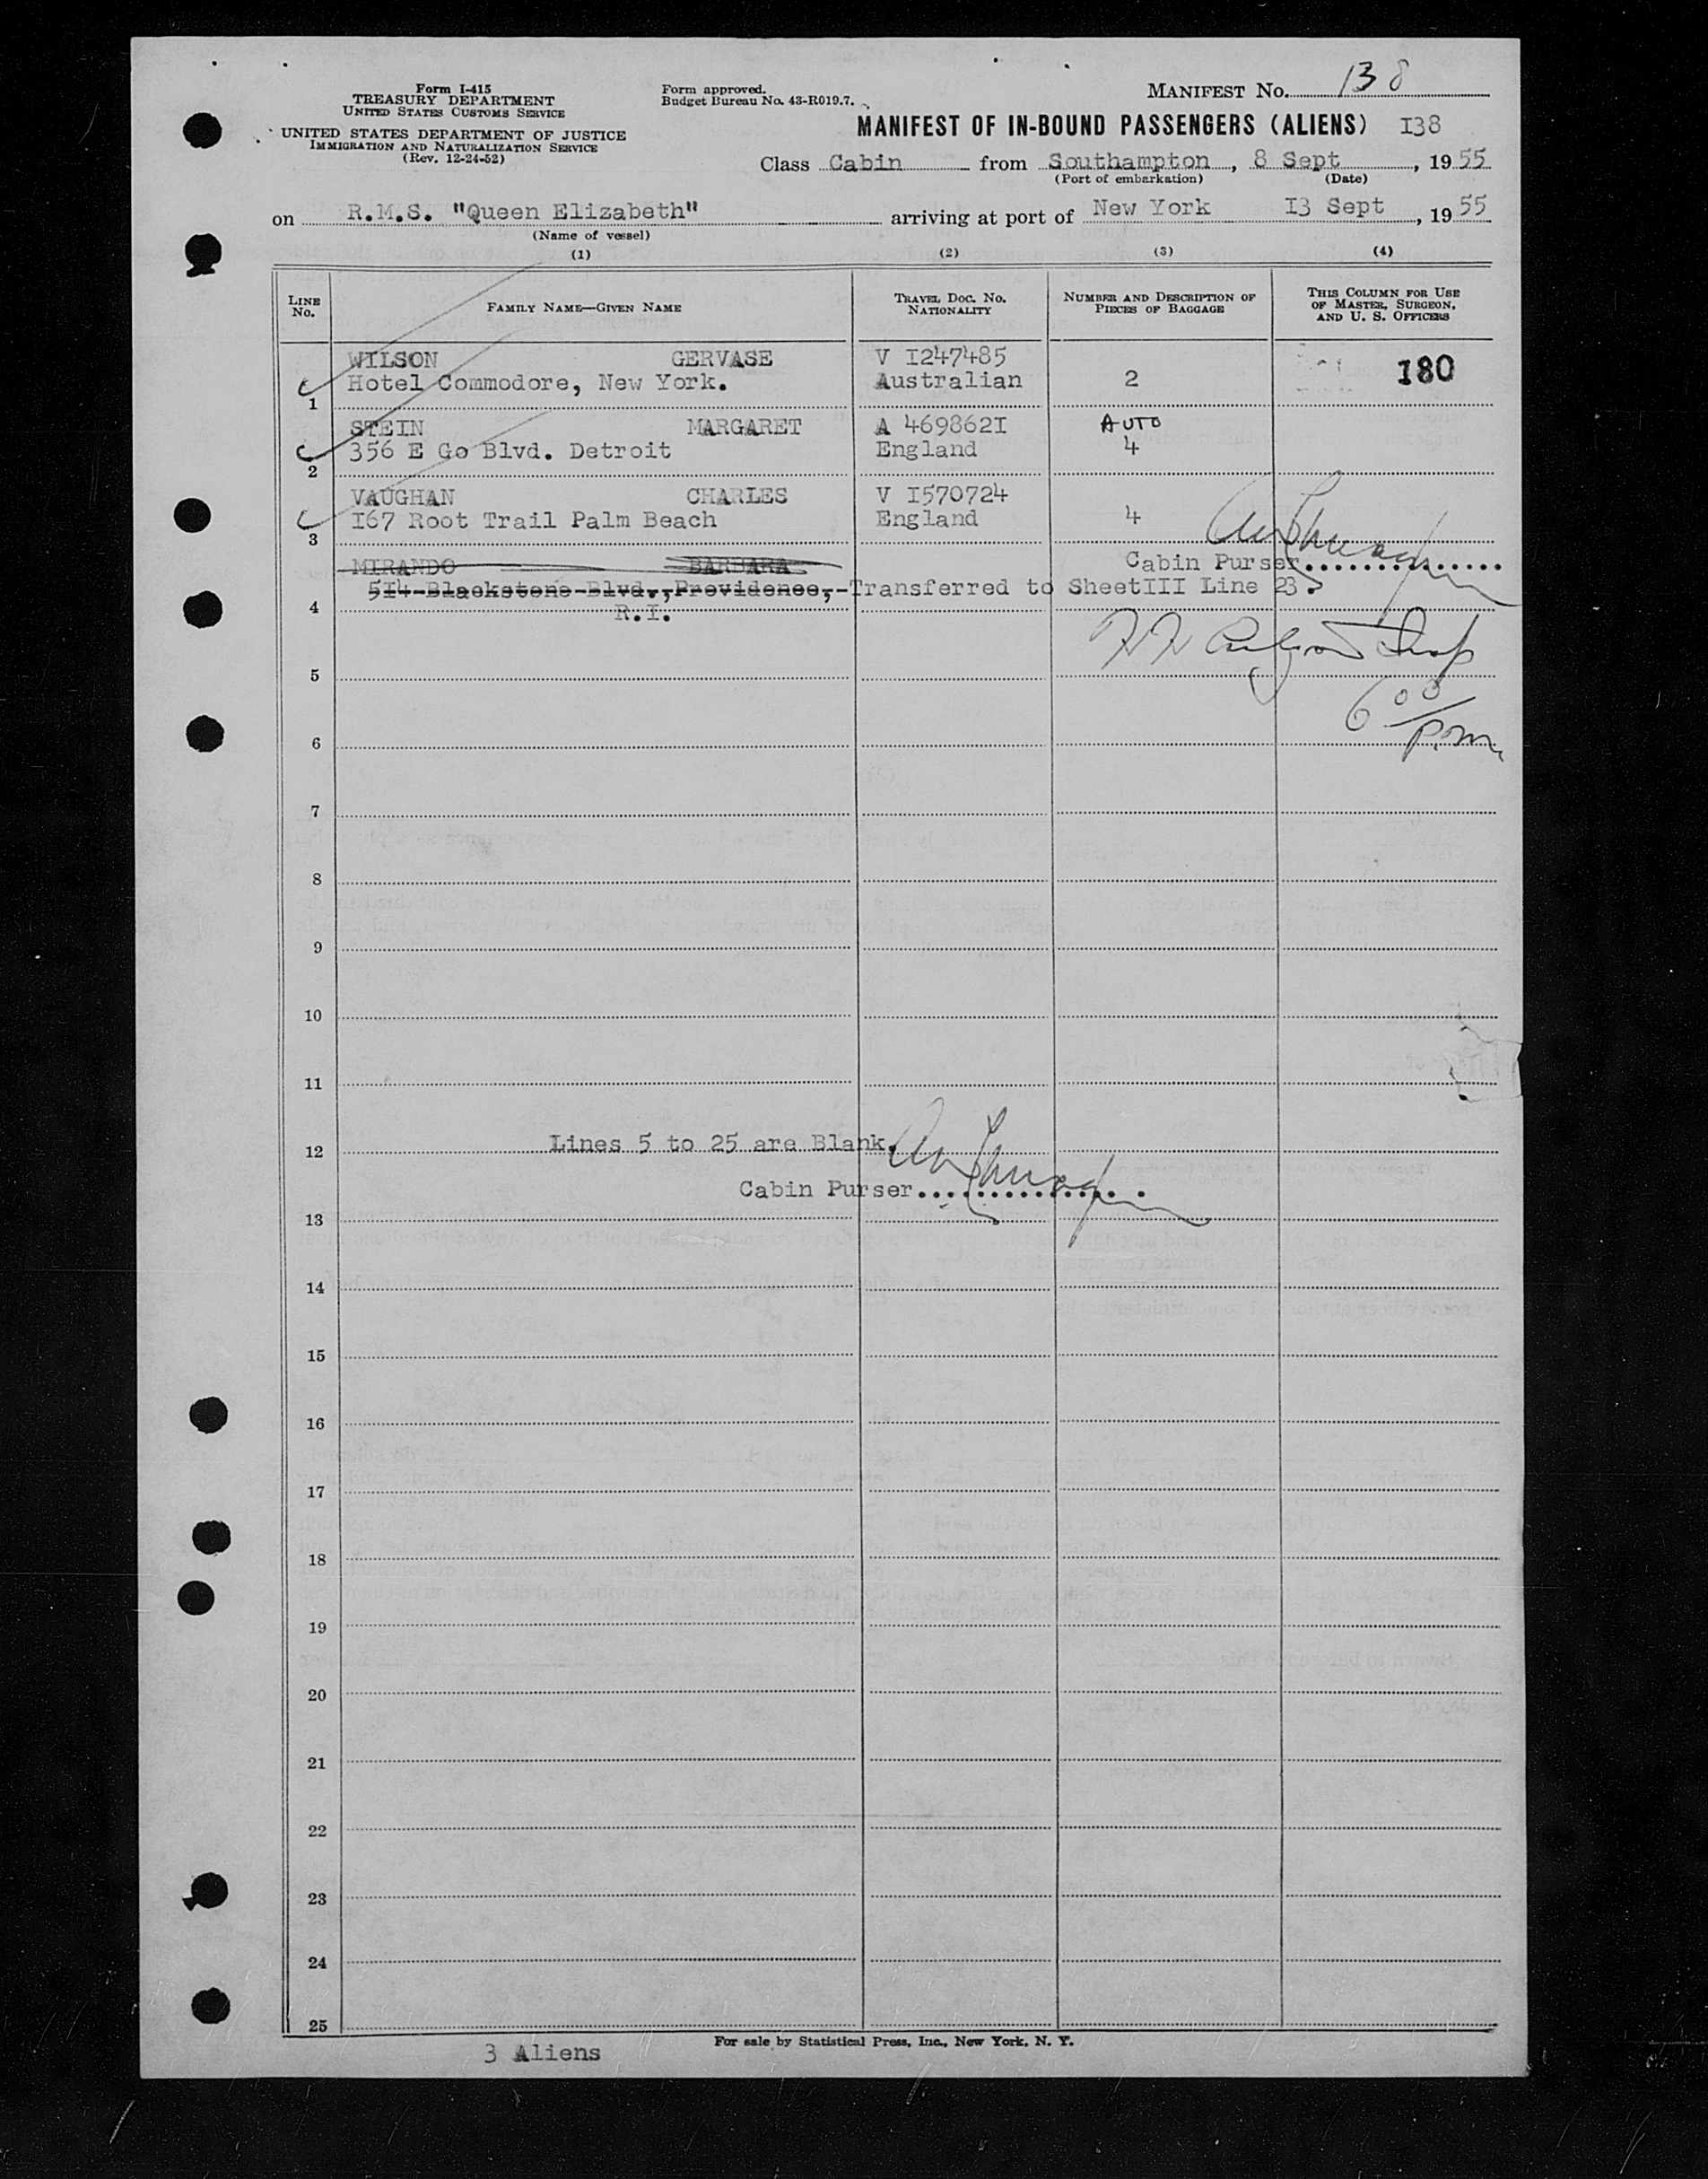 Form I-415
TREASURY DEPARTMENT
UNITED STATES CUSTOMS SERVICE
UNITED STATES DEPARTMENT OF JUSTICE
IMMIGRATION AND NATURALIZATION SERVICE
(Rev. 12-24-52)
Form approved.
Budget Bureau No. 43-R019.7.
MANIFEST No. 138
MANIFEST OF IN-BOUND PASSENGERS (ALIENS) I38
Class Cabin from Southampton, 8 Sept, 1955
(Port of embarkation) (Date)
on R.M.S. "Queen Elizabeth" arriving at port of New York I3 Sept, 1955
(Name of vessel)
(1) (2) (3) (4)
LINE No. FAMILY NAME—GIVEN NAME TRAVEL DOC. No. NATIONALITY NUMBER AND DESCRIPTION OF PIECES OF BAGGAGE THIS COLUMN FOR USE OF MASTER, SURGEON, AND U. S. OFFICERS
WILSON GERVASE V I247485 180
Hotel Commodore, New York. Australian 2
1
STEIN MARGARET A 469862I AUTO
356 E Go Blvd. Detroit England 4
2
VAUGHAN CHARLES V I570724
I67 Root Trail Palm Beach England 4
3
MIRANDO BARBARA Cabin Purser..............
5I4-Blackstone-Blvd.,Providence,-Transferred to SheetIII Line 23.
4 R.I.
5
6 6 00/p.m.
7
8
9
10
11
12 Lines 5 to 25 are Blank.
Cabin Purser................
13
14
15
16
17
18
19
20
21
22
23
24
25
3 Aliens
For sale by Statistical Press, Inc., New York, N. Y.